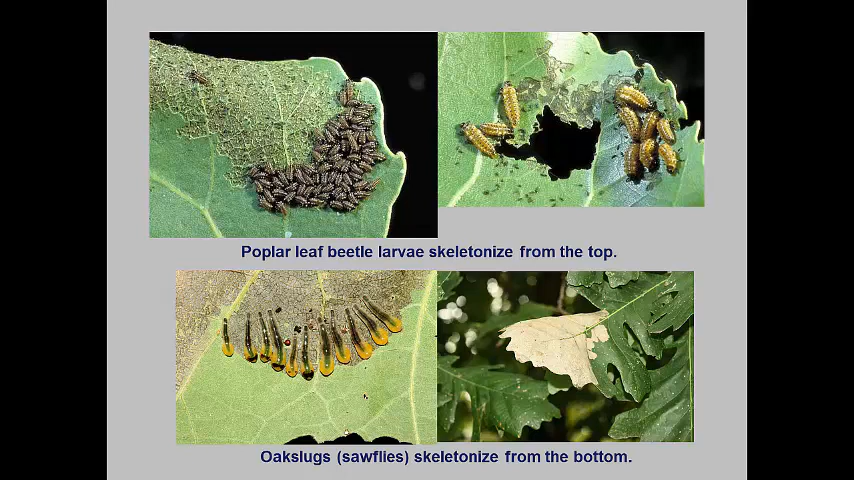 Poplar leaf beetle larvae skeletonize from the top.
Oakslugs (sawflies) skeletonize from the bottom.